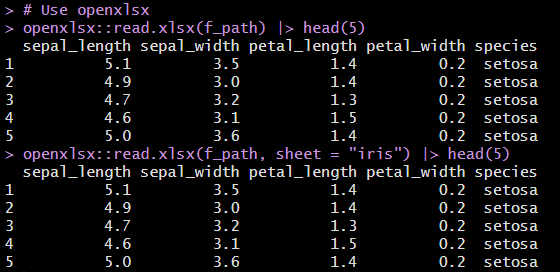 > # Use openxlsx
> openxlsx::read.xlsx(f_path) |> head(5)
  sepal_length sepal_width petal_length petal_width species
1          5.1         3.5          1.4         0.2  setosa
2          4.9         3.0          1.4         0.2  setosa
3          4.7         3.2          1.3         0.2  setosa
4          4.6         3.1          1.5         0.2  setosa
5          5.0         3.6          1.4         0.2  setosa
> openxlsx::read.xlsx(f_path, sheet = "iris") |> head(5)
  sepal_length sepal_width petal_length petal_width species
1          5.1         3.5          1.4         0.2  setosa
2          4.9         3.0          1.4         0.2  setosa
3          4.7         3.2          1.3         0.2  setosa
4          4.6         3.1          1.5         0.2  setosa
5          5.0         3.6          1.4         0.2  setosa